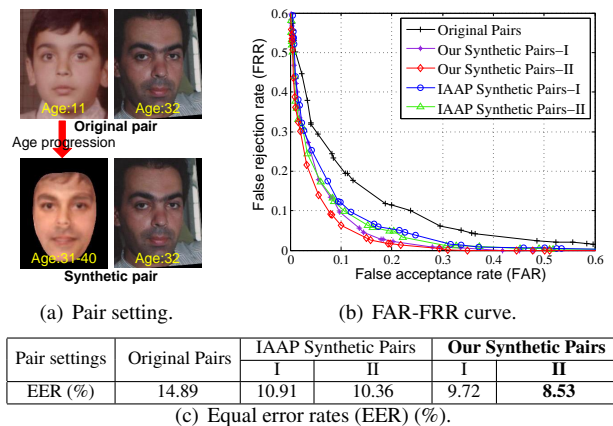 Age:11
Age:32
Original pair
Age progression
Age:31-40
Age:32
Synthetic pair
(a) Pair setting.
False rejection rate (FRR)
0.6
0.5
0.4
0.3
0.2
0.1
0
0
0.1
0.2
0.3
0.4
0.5
0.6
False acceptance rate (FAR)
Original Pairs
Our Synthetic Pairs–I
Our Synthetic Pairs–II
IAAP Synthetic Pairs–I
IAAP Synthetic Pairs–II
(b) FAR-FRR curve.
Pair settings Original Pairs IAAP Synthetic Pairs Our Synthetic Pairs
I II I II
EER (%) 14.89 10.91 10.36 9.72 8.53
(c) Equal error rates (EER) (%).